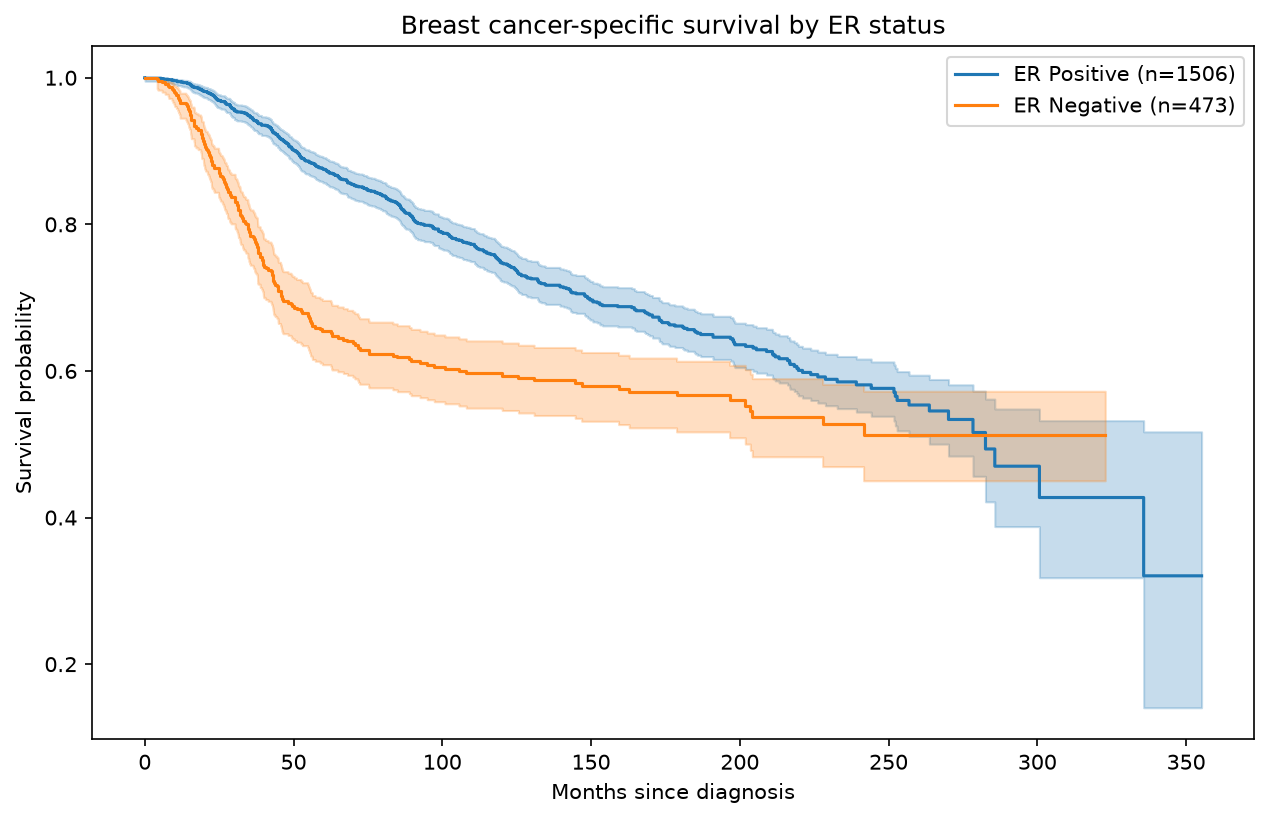 Breast cancer-specific survival by ER status
ER Positive (n=1506)
ER Negative (n=473)
Survival probability
1.0
0.8
0.6
0.4
0.2
0 50 100 150 200 250 300 350
Months since diagnosis